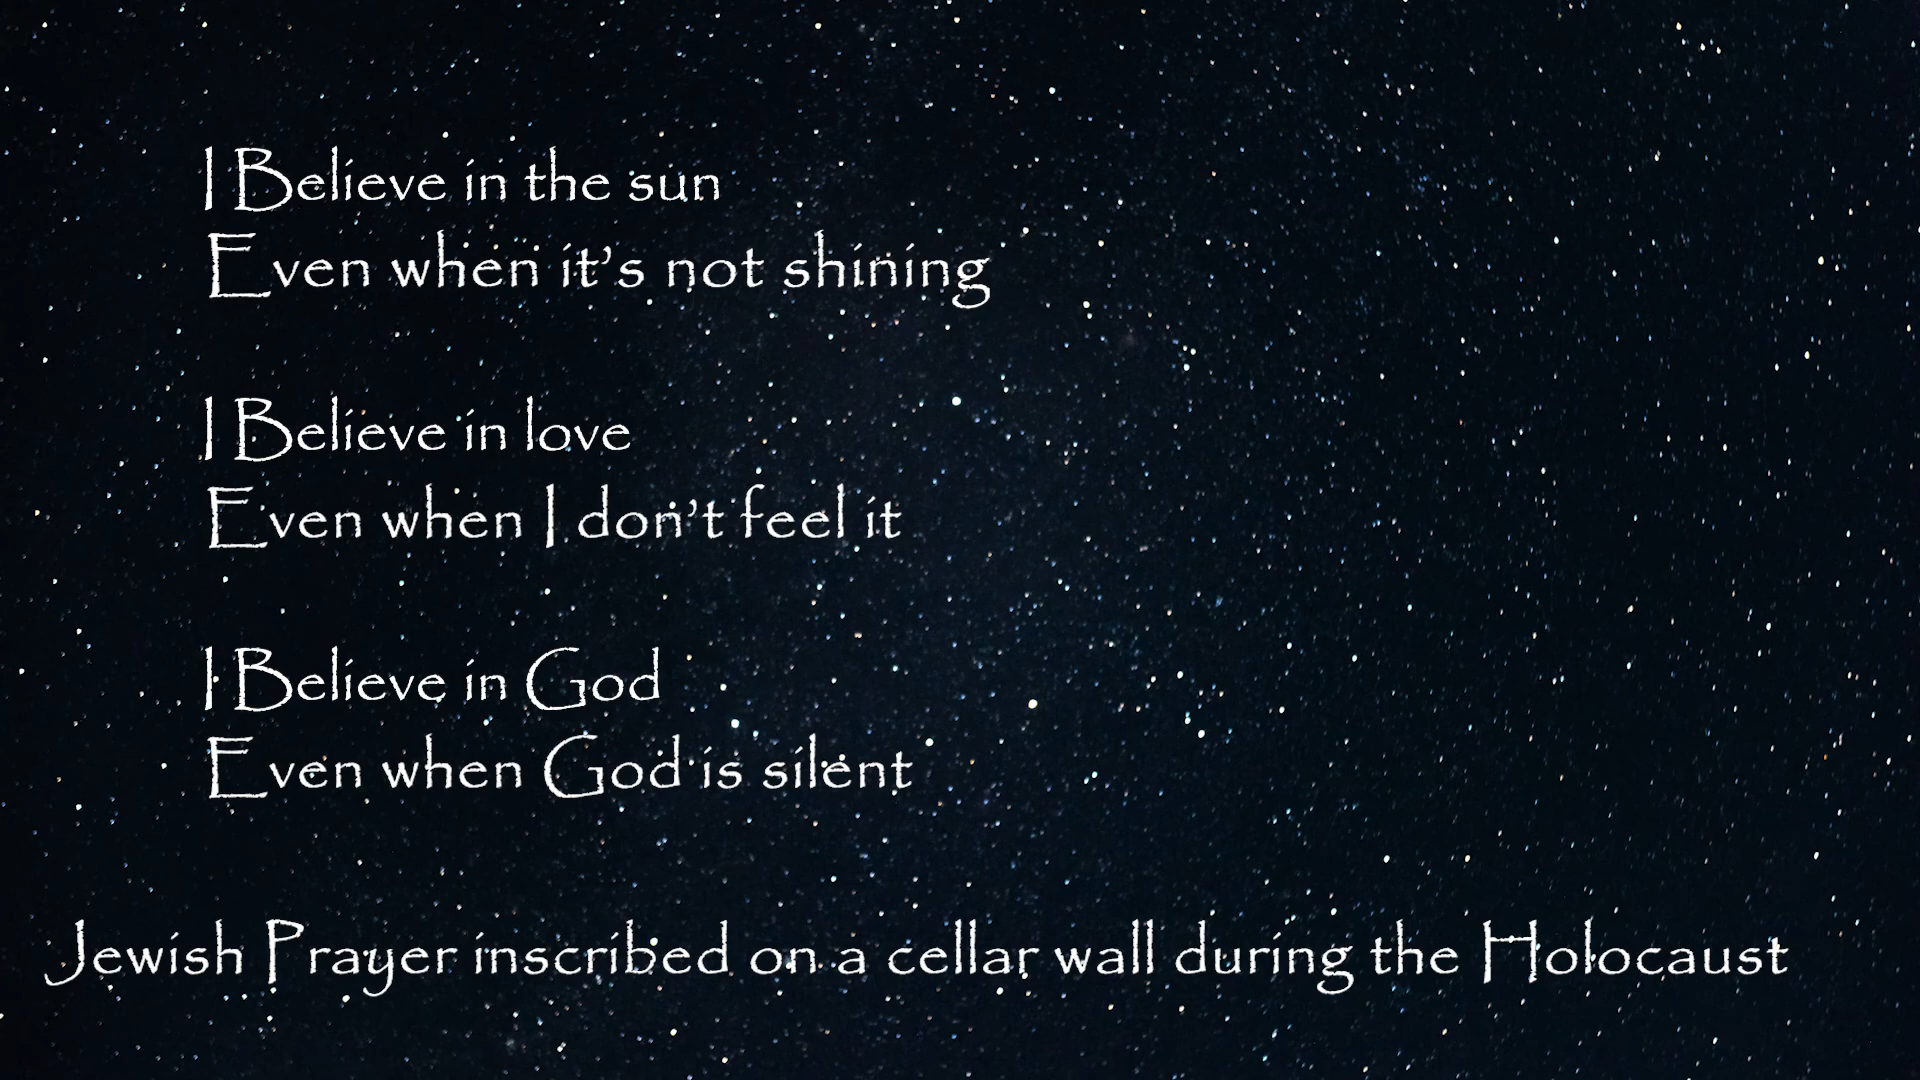 I Believe in the sun
Even when it’s not shining
I Believe in love
Even when I don’t feel it
I Believe in God
Even when God is silent
Jewish Prayer inscribed on a cellar wall during the Holocaust